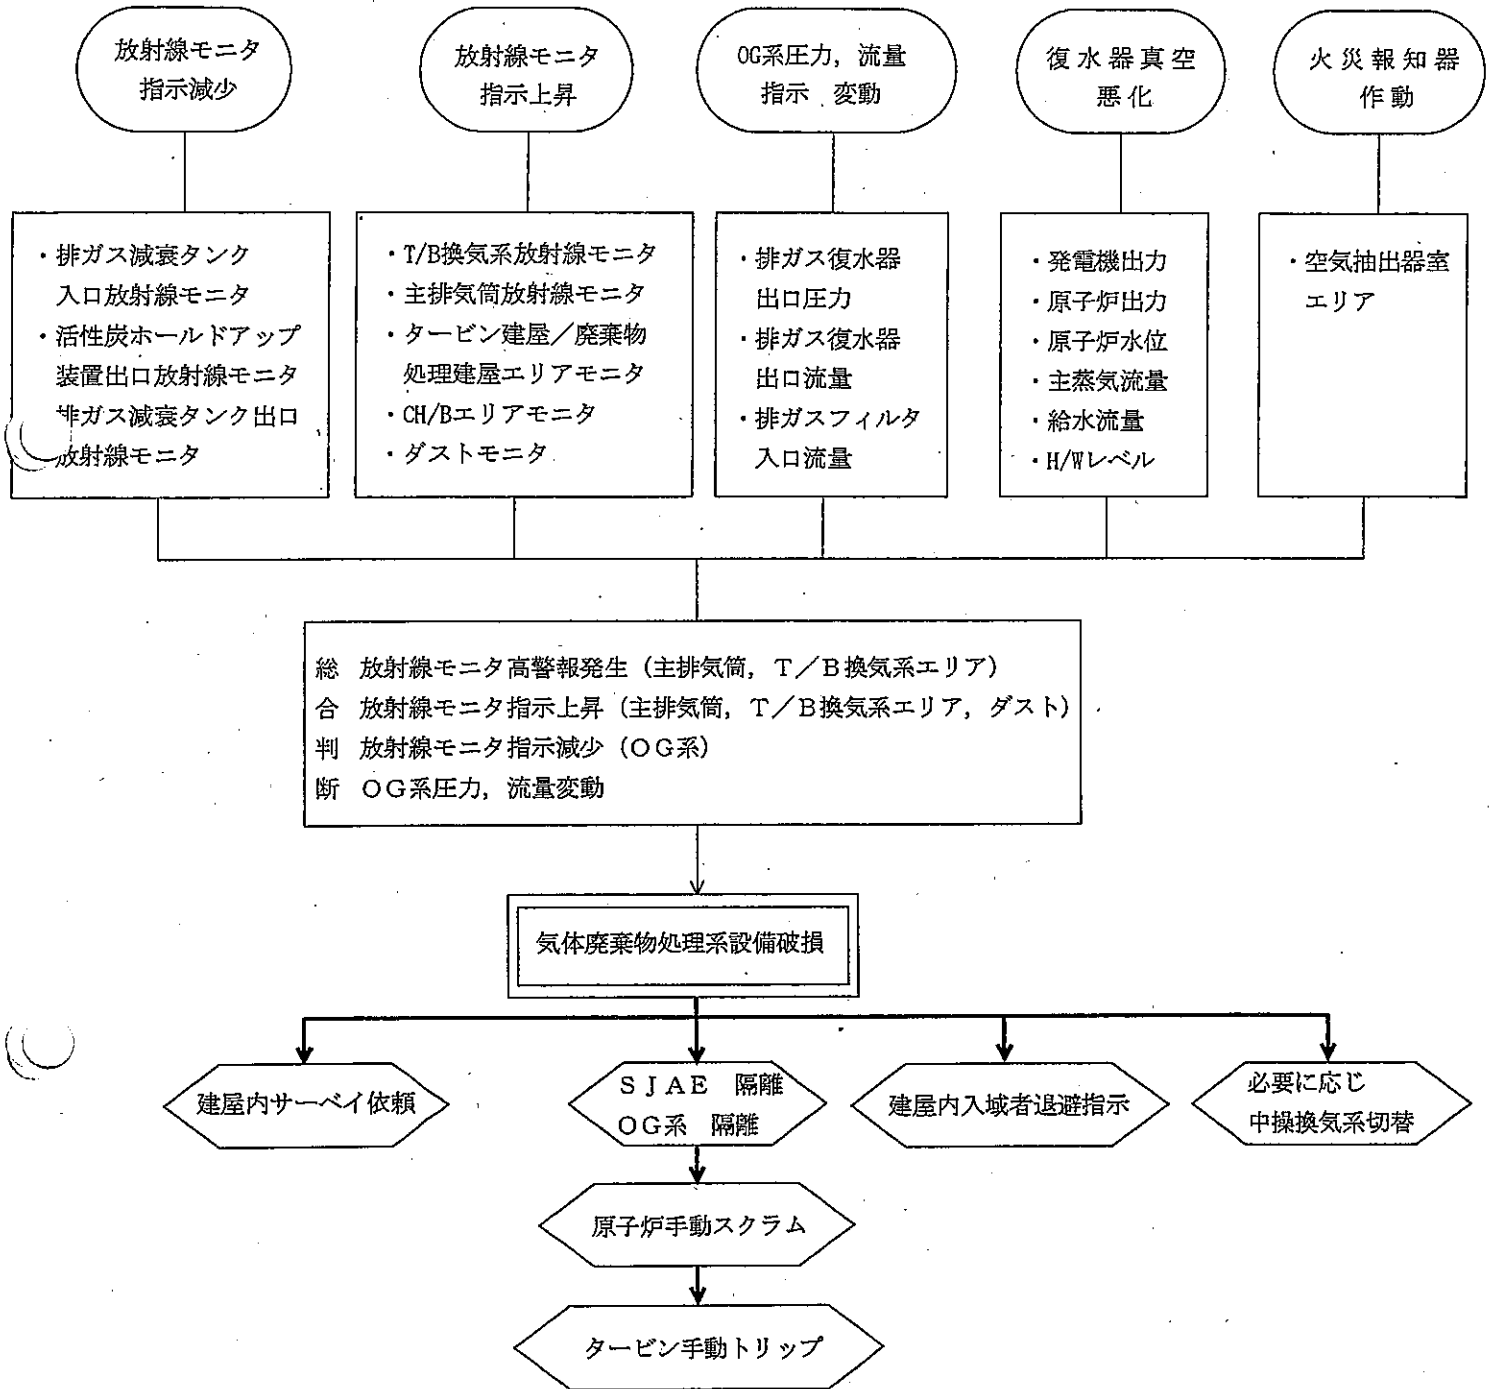 放射線モニタ
指示減少
放射線モニタ
指示上昇
OG系圧力，流量
指示 変動
復水器真空
悪化
火災報知器
作動
・排ガス減衰タンク
入口放射線モニタ
・活性炭ホールドアップ
装置出口放射線モニタ
排ガス減衰タンク出口
放射線モニタ
・T/B換気系放射線モニタ
・主排気筒放射線モニタ
・タービン建屋／廃棄物
処理建屋エリアモニタ
・CH/Bエリアモニタ
・ダストモニタ
・排ガス復水器
出口圧力
・排ガス復水器
出口流量
・排ガスフィルタ
入口流量
・発電機出力
・原子炉出力
・原子炉水位
・主蒸気流量
・給水流量
・H/Wレベル
・空気抽出器室
エリア
総 放射線モニタ高警報発生（主排気筒，T／B換気系エリア）
合 放射線モニタ指示上昇（主排気筒，T／B換気系エリア，ダスト）
判 放射線モニタ指示減少（OG系）
断 OG系圧力，流量変動
気体廃棄物処理系設備破損
建屋内サーベイ依頼
SJAE 隔離
OG系 隔離
建屋内入域者退避指示
必要に応じ
中操換気系切替
原子炉手動スクラム
タービン手動トリップ